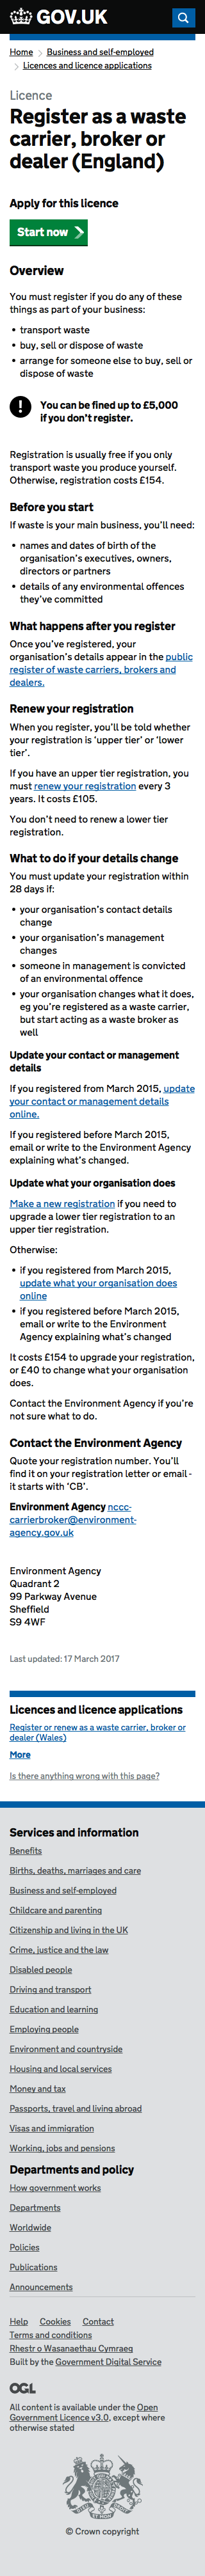 GOV.UK
Home
Business and self-employed
Licences and licence applications
Licence
Register as a waste
carrier, broker or
dealer (England)
Apply for this licence
Start now
Overview
You must register if you do any of these
things as part of your business:
• transport waste
• buy, sell or dispose of waste
• arrange for someone else to buy, sell or
dispose of waste
! You can be fined up to £5,000
if you don’t register.
Registration is usually free if you only
transport waste you produce yourself.
Otherwise, registration costs £154.
Before you start
If waste is your main business, you’ll need:
• names and dates of birth of the
organisation’s executives, owners,
directors or partners
• details of any environmental offences
they’ve committed
What happens after you register
Once you’ve registered, your
organisation’s details appear in the public
register of waste carriers, brokers and
dealers.
Renew your registration
When you register, you’ll be told whether
your registration is ‘upper tier’ or ‘lower
tier’.
If you have an upper tier registration, you
must renew your registration every 3
years. It costs £105.
You don’t need to renew a lower tier
registration.
What to do if your details change
You must update your registration within
28 days if:
• your organisation’s contact details
change
• your organisation’s management
changes
• someone in management is convicted
of an environmental offence
• your organisation changes what it does,
eg you’re registered as a waste carrier,
but start acting as a waste broker as
well
Update your contact or management
details
If you registered from March 2015, update
your contact or management details
online.
If you registered before March 2015,
email or write to the Environment Agency
explaining what’s changed.
Update what your organisation does
Make a new registration if you need to
upgrade a lower tier registration to an
upper tier registration.
Otherwise:
• if you registered from March 2015,
update what your organisation does
online
• if you registered before March 2015,
email or write to the Environment
Agency explaining what’s changed
It costs £154 to upgrade your registration,
or £40 to change what your organisation
does.
Contact the Environment Agency if you’re
not sure what to do.
Contact the Environment Agency
Quote your registration number. You’ll
find it on your registration letter or email -
it starts with ‘CB’.
Environment Agency nccc-
carrierbroker@environment-
agency.gov.uk
Environment Agency
Quadrant 2
99 Parkway Avenue
Sheffield
S9 4WF
Last updated: 17 March 2017
Licences and licence applications
Register or renew as a waste carrier, broker or
dealer (Wales)
More
Is there anything wrong with this page?
Services and information
Benefits
Births, deaths, marriages and care
Business and self-employed
Childcare and parenting
Citizenship and living in the UK
Crime, justice and the law
Disabled people
Driving and transport
Education and learning
Employing people
Environment and countryside
Housing and local services
Money and tax
Passports, travel and living abroad
Visas and immigration
Working, jobs and pensions
Departments and policy
How government works
Departments
Worldwide
Policies
Publications
Announcements
Help Cookies Contact
Terms and conditions
Rhestr o Wasanaethau Cymraeg
Built by the Government Digital Service
OGL
All content is available under the Open
Government Licence v3.0, except where
otherwise stated
© Crown copyright